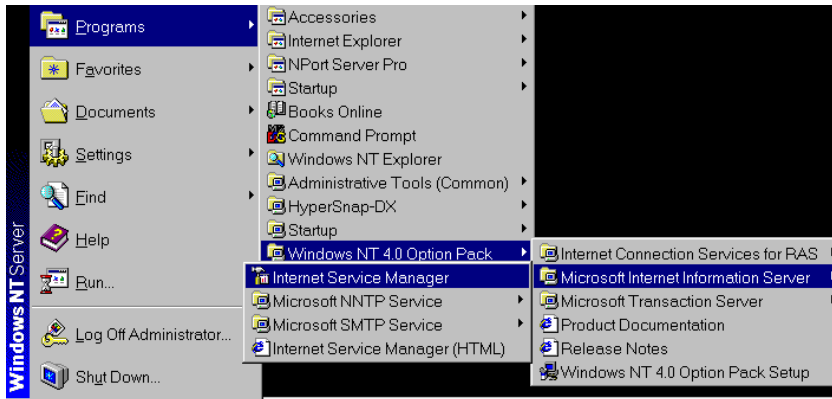 Programs
Favorites
Documents
Settings
Find
Help
Run...
Log Off Administrator...
Shut Down...
Windows NT Server
Accessories
Internet Explorer
NPort Server Pro
Startup
Books Online
Command Prompt
Windows NT Explorer
Administrative Tools (Common)
HyperSnap-DX
Startup
Windows NT 4.0 Option Pack
Internet Service Manager
Microsoft NNTP Service
Microsoft SMTP Service
Internet Service Manager (HTML)
Internet Connection Services for RAS
Microsoft Internet Information Server
Microsoft Transaction Server
Product Documentation
Release Notes
Windows NT 4.0 Option Pack Setup